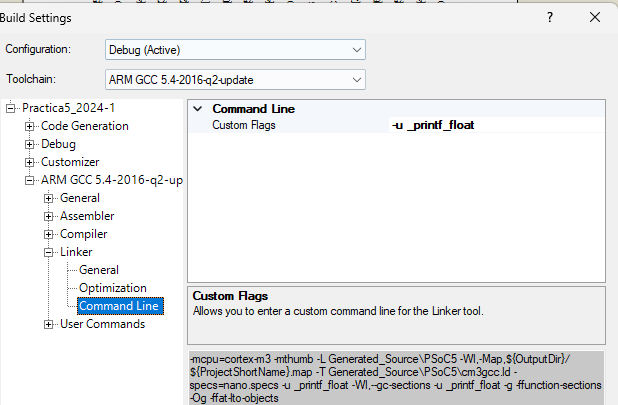 Build Settings
?
Configuration:
Debug (Active)
Toolchain:
ARM GCC 5.4-2016-q2-update
Practica5_2024-1
Code Generation
Debug
Customizer
ARM GCC 5.4-2016-q2-up
General
Assembler
Compiler
Linker
General
Optimization
Command Line
User Commands
Command Line
Custom Flags -u _printf_float
Custom Flags
Allows you to enter a custom command line for the Linker tool.
-mcpu=cortex-m3 -mthumb -L Generated_Source\PSoC5 -Wl,-Map,${OutputDir}/
${ProjectShortName}.map -T Generated_Source\PSoC5\cm3gcc.ld -
specs=nano.specs -u _printf_float -Wl,--gc-sections -u _printf_float -g -ffunction-sections
-Og -ffat-lto-objects